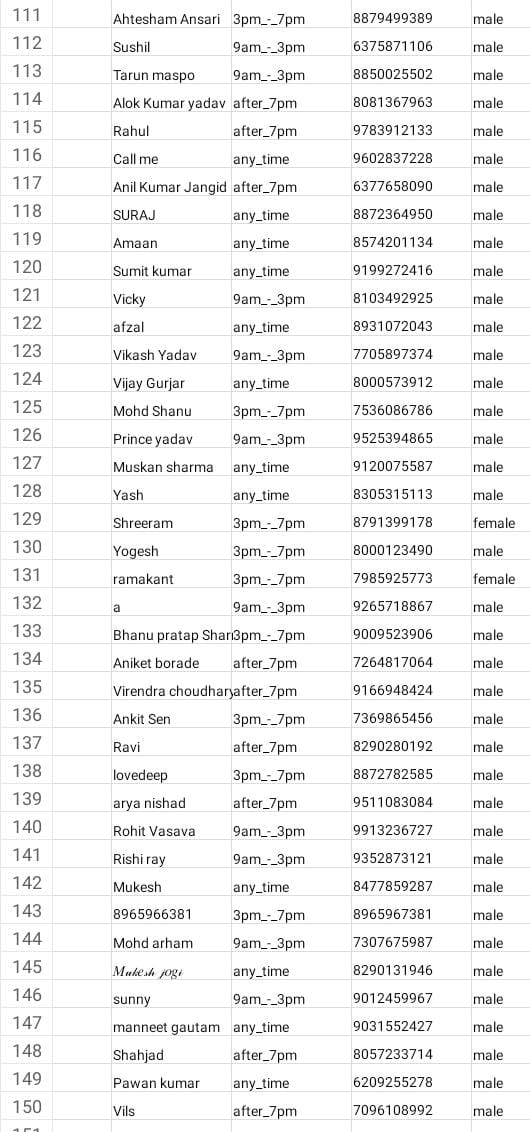 111 Ahtesham Ansari 3pm_-_7pm 8879499389 male
112 Sushil 9am_-_3pm 6375871106 male
113 Tarun maspo 9am_-_3pm 8850025502 male
114 Alok Kumar yadav after_7pm 8081367963 male
115 Rahul after_7pm 9783912133 male
116 Call me any_time 9602837228 male
117 Anil Kumar Jangid after_7pm 6377658090 male
118 SURAJ any_time 8872364950 male
119 Amaan any_time 8574201134 male
120 Sumit kumar any_time 9199272416 male
121 Vicky 9am_-_3pm 8103492925 male
122 afzal any_time 8931072043 male
123 Vikash Yadav 9am_-_3pm 7705897374 male
124 Vijay Gurjar any_time 8000573912 male
125 Mohd Shanu 3pm_-_7pm 7536086786 male
126 Prince yadav 9am_-_3pm 9525394865 male
127 Muskan sharma any_time 9120075587 male
128 Yash any_time 8305315113 male
129 Shreeram 3pm_-_7pm 8791399178 female
130 Yogesh 3pm_-_7pm 8000123490 male
131 ramakant 3pm_-_7pm 7985925773 female
132 a 9am_-_3pm 9265718867 male
133 Bhanu pratap Shar 3pm_-_7pm 9009523906 male
134 Aniket borade after_7pm 7264817064 male
135 Virendra choudhary after_7pm 9166948424 male
136 Ankit Sen 3pm_-_7pm 7369865456 male
137 Ravi after_7pm 8290280192 male
138 lovedeep 3pm_-_7pm 8872782585 male
139 arya nishad after_7pm 9511083084 male
140 Rohit Vasava 9am_-_3pm 9913236727 male
141 Rishi ray 9am_-_3pm 9352873121 male
142 Mukesh any_time 8477859287 male
143 8965966381 3pm_-_7pm 8965967381 male
144 Mohd arham 9am_-_3pm 7307675987 male
145 𝓜𝓾𝓴𝓮𝓼𝓱 𝓳𝓸𝓰𝓲 any_time 8290131946 male
146 sunny 9am_-_3pm 9012459967 male
147 manneet gautam any_time 9031552427 male
148 Shahjad after_7pm 8057233714 male
149 Pawan kumar any_time 6209255278 male
150 Vils after_7pm 7096108992 male